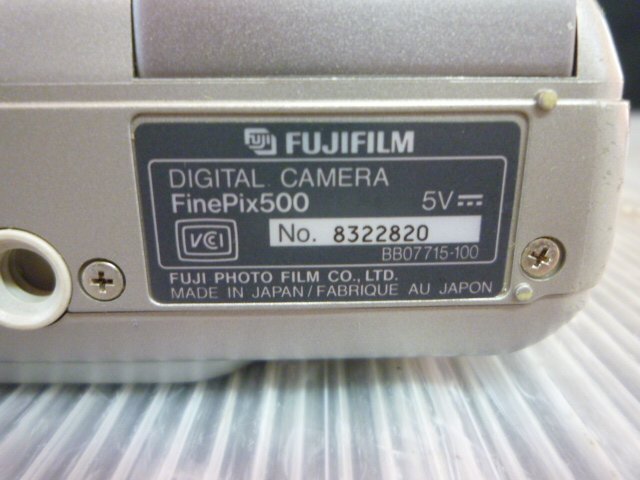 FUJI FUJIFILM
DIGITAL CAMERA
FinePix500 5V
VCI No. 8322820
BB07715-100
FUJI PHOTO FILM CO., LTD.
MADE IN JAPAN/FABRIQUE AU JAPON